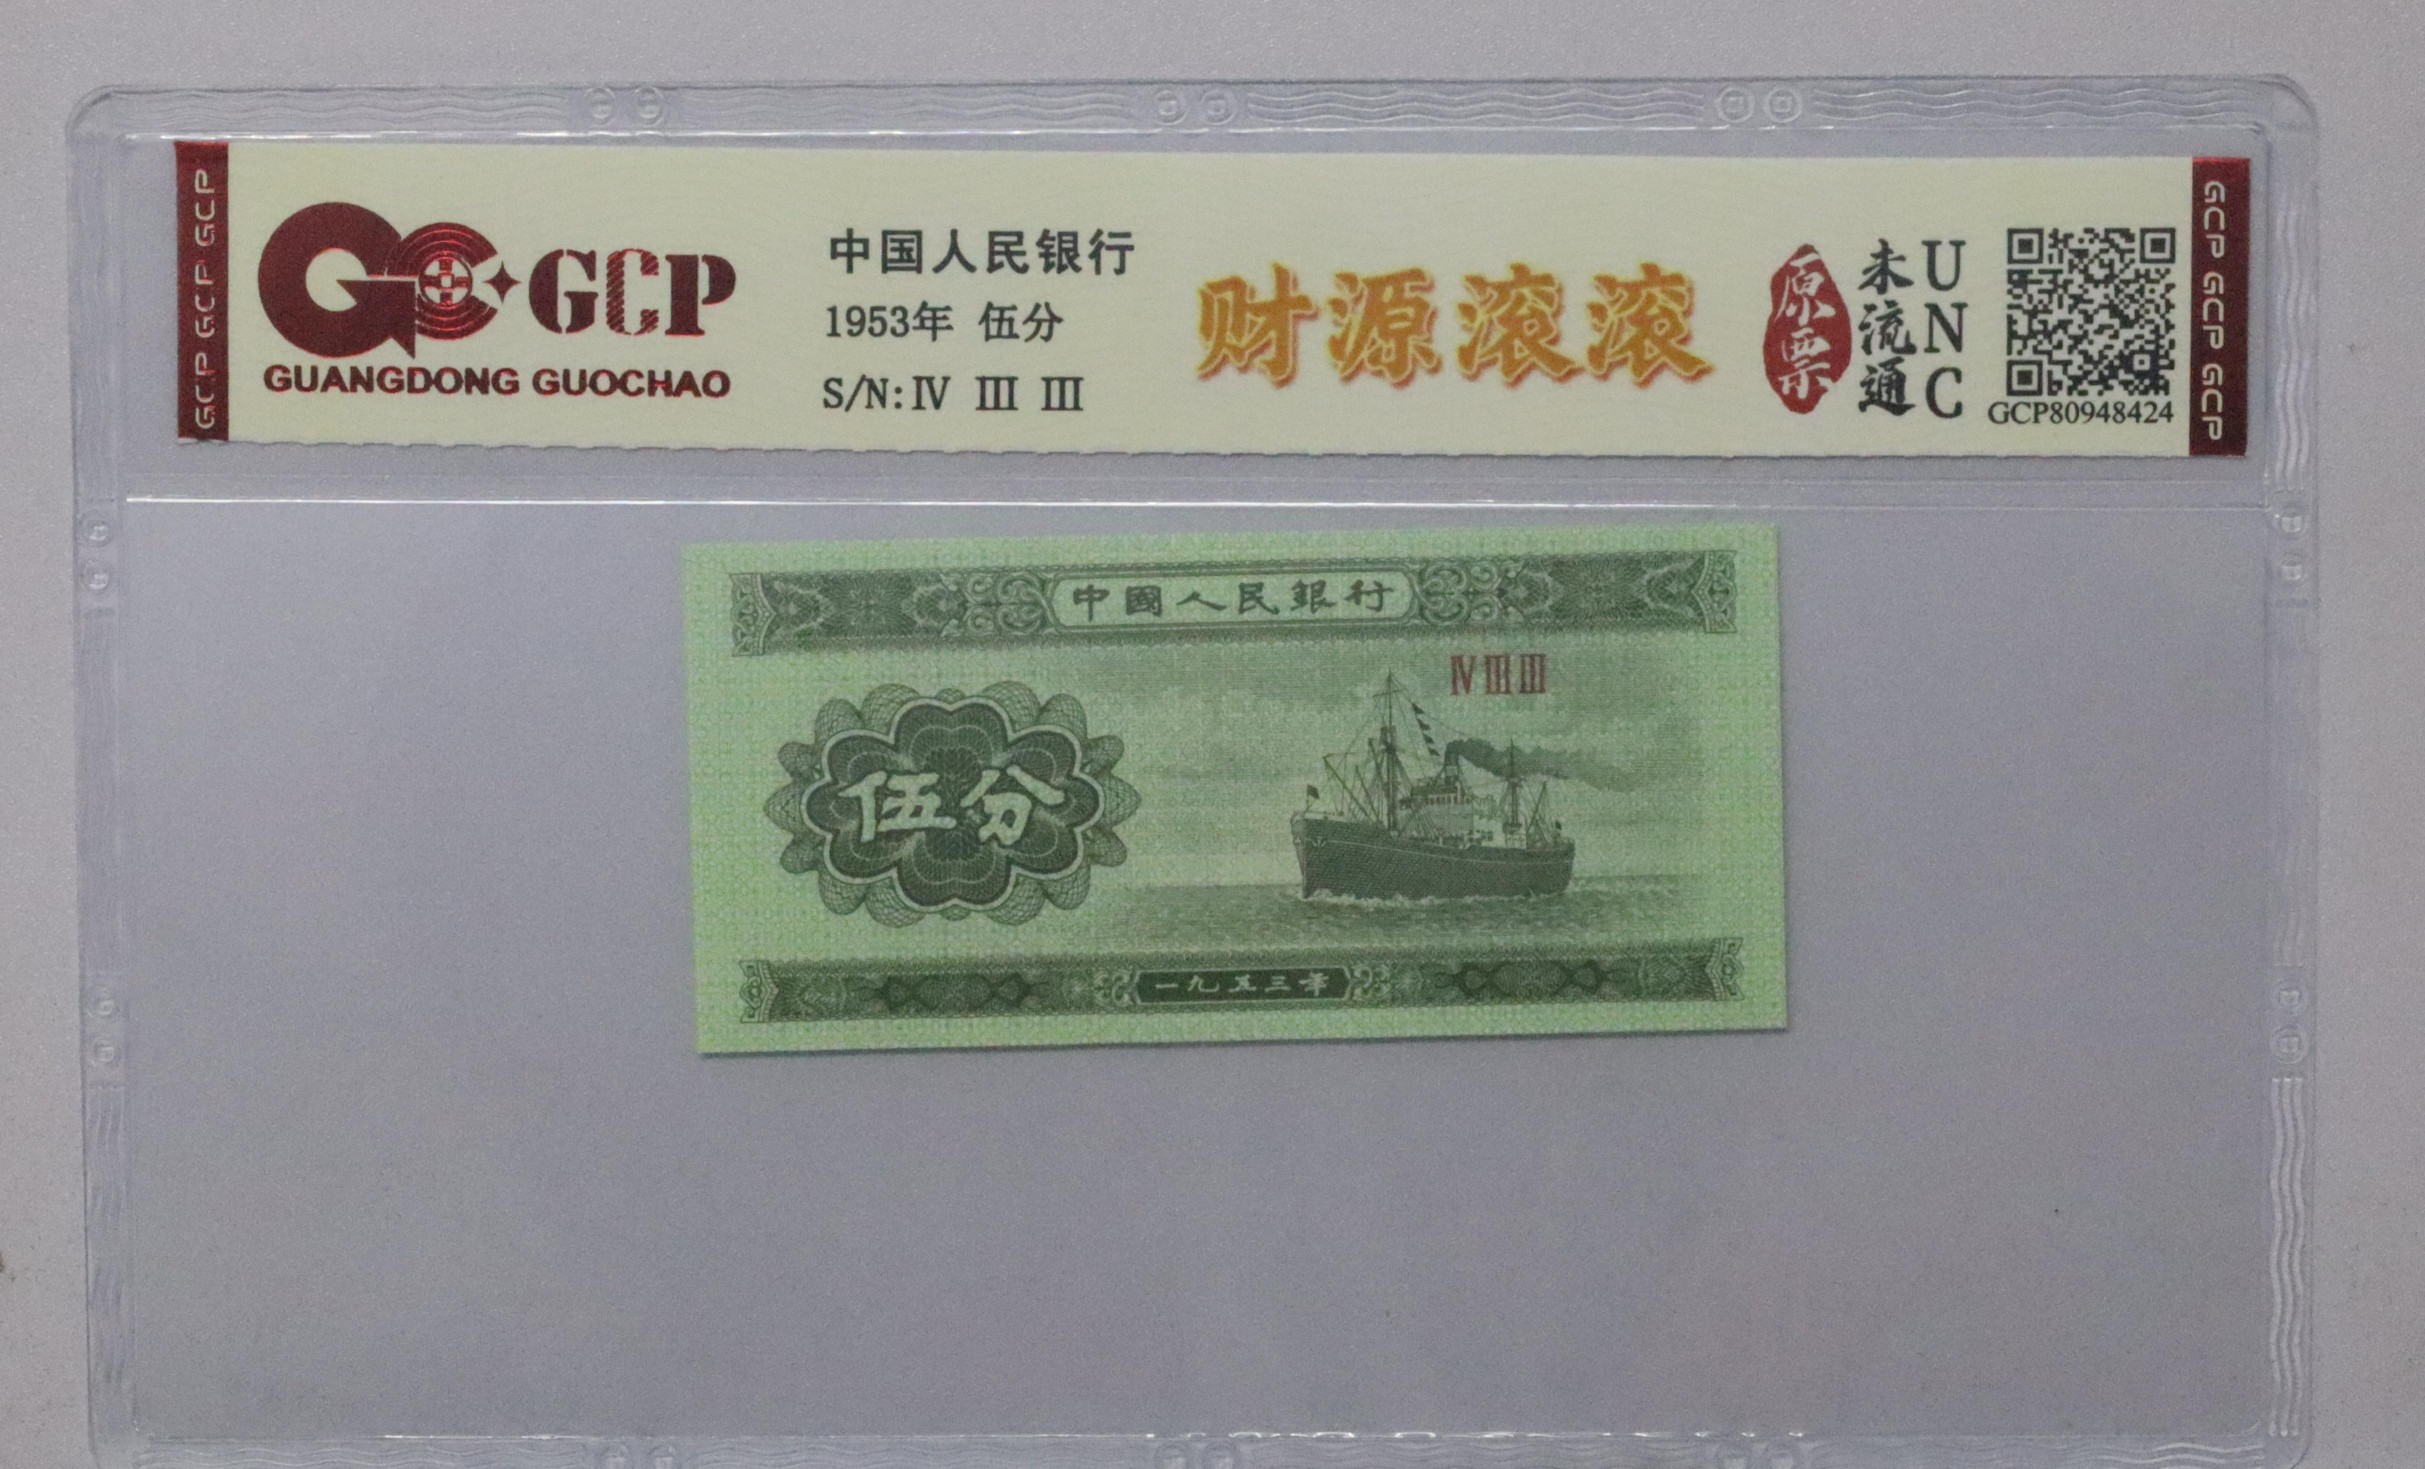 GCP GCP GCP
GCP
GUANGDONG GUOCHAO
中国人民银行
1953年 伍分
S/N: Ⅳ Ⅲ Ⅲ
财源滚滚
原票
未流通
UNC
GCP80948424
GCP GCP GCP
中國人民銀行
Ⅳ Ⅲ Ⅲ
伍分
一九五三年